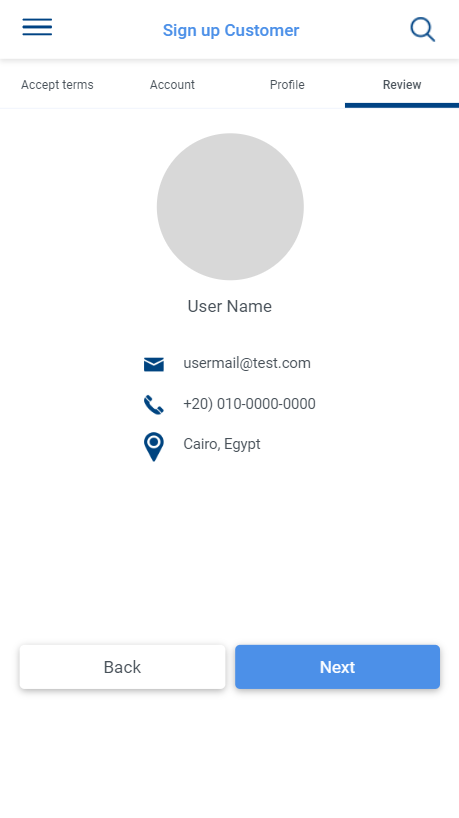 Sign up Customer
Accept terms Account Profile Review
User Name
usermail@test.com
+20) 010-0000-0000
Cairo, Egypt
Back Next